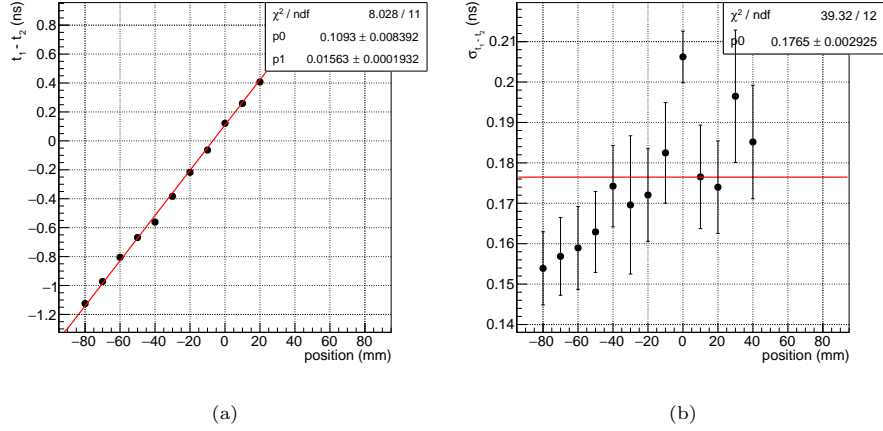 t1 - t2 (ns)
χ² / ndf 8.028 / 11
p0 0.1093 ± 0.008392
p1 0.01563 ± 0.0001932
0.8
0.6
0.4
0.2
0
−0.2
−0.4
−0.6
−0.8
−1
−1.2
−80 −60 −40 −20 0 20 40 60 80
position (mm)
(a)
σt1 - t2 (ns)
χ² / ndf 39.32 / 12
p0 0.1765 ± 0.002925
0.21
0.2
0.19
0.18
0.17
0.16
0.15
0.14
−80 −60 −40 −20 0 20 40 60 80
position (mm)
(b)